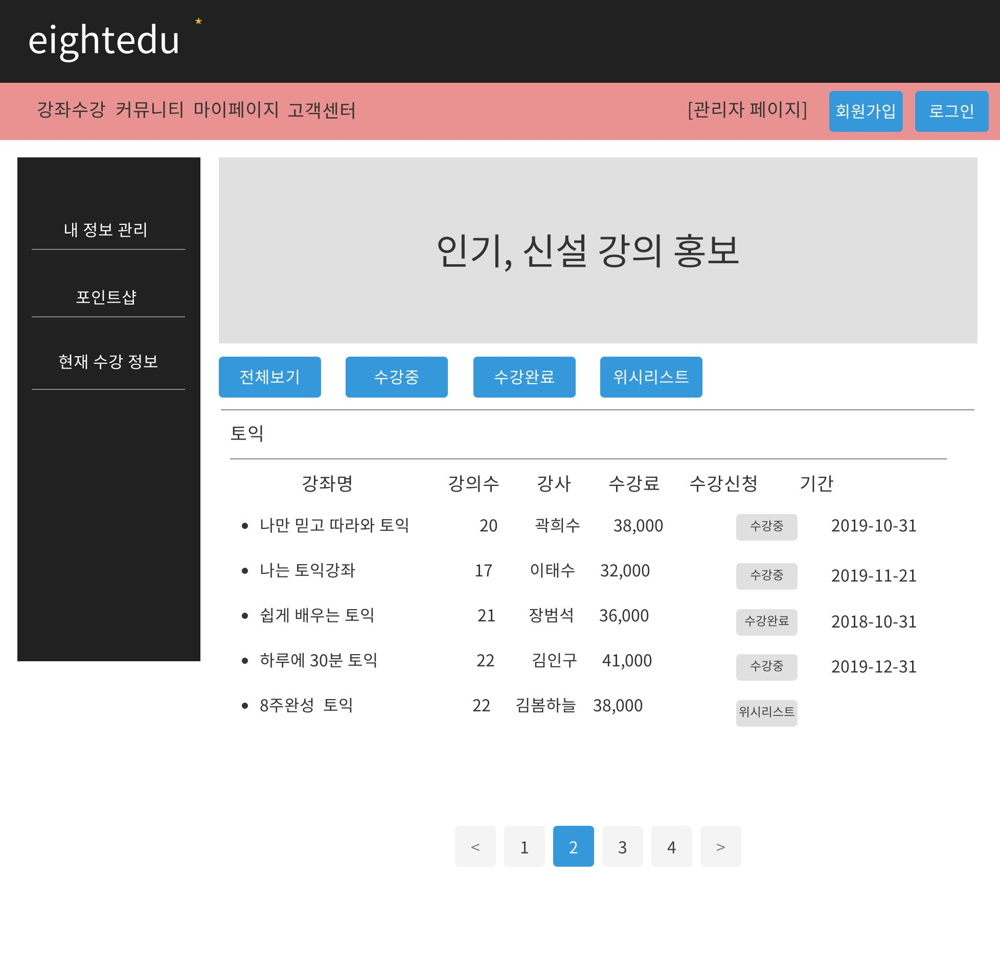 eightedu *
강좌수강 커뮤니티 마이페이지 고객센터 [관리자 페이지] 회원가입 로그인
내 정보 관리
포인트샵
현재 수강 정보
인기, 신설 강의 홍보
전체보기 수강중 수강완료 위시리스트
토익
강좌명 강의수 강사 수강료 수강신청 기간
• 나만 믿고 따라와 토익 20 곽희수 38,000 수강중 2019-10-31
• 나는 토익강좌 17 이태수 32,000 수강중 2019-11-21
• 쉽게 배우는 토익 21 장범석 36,000 수강완료 2018-10-31
• 하루에 30분 토익 22 김인구 41,000 수강중 2019-12-31
• 8주완성 토익 22 김봄하늘 38,000 위시리스트
< 1 2 3 4 >